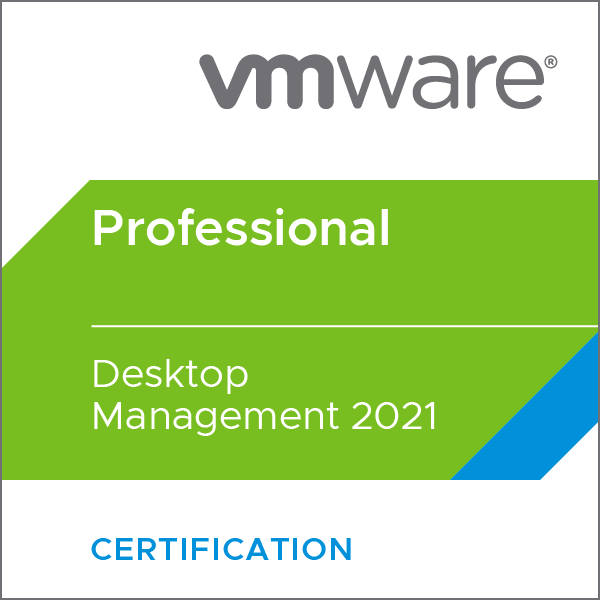 vmware®
Professional
Desktop
Management 2021
CERTIFICATION